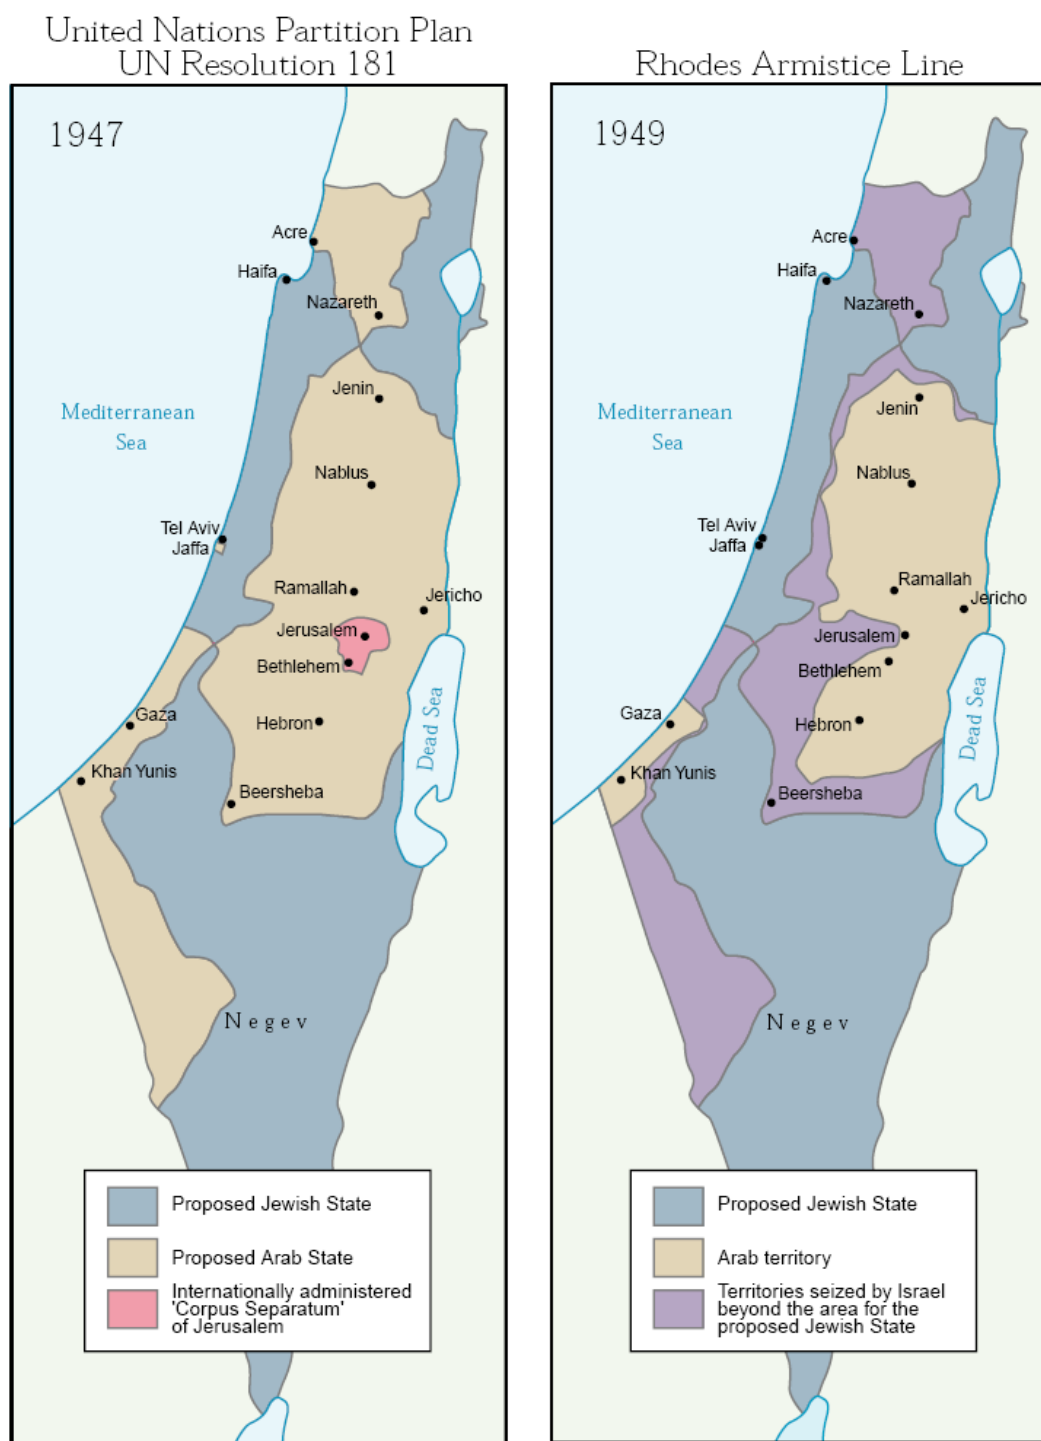 United Nations Partition Plan
UN Resolution 181
1947
Acre
Haifa
Nazareth
Jenin
Mediterranean
Sea
Nablus
Tel Aviv
Jaffa
Ramallah
Jericho
Jerusalem
Bethlehem
Gaza
Hebron
Dead Sea
Khan Yunis
Beersheba
Negev
Proposed Jewish State
Proposed Arab State
Internationally administered
'Corpus Separatum'
of Jerusalem
Rhodes Armistice Line
1949
Acre
Haifa
Nazareth
Jenin
Mediterranean
Sea
Nablus
Tel Aviv
Jaffa
Ramallah
Jericho
Jerusalem
Bethlehem
Gaza
Hebron
Dead Sea
Khan Yunis
Beersheba
Negev
Proposed Jewish State
Arab territory
Territories seized by Israel
beyond the area for the
proposed Jewish State